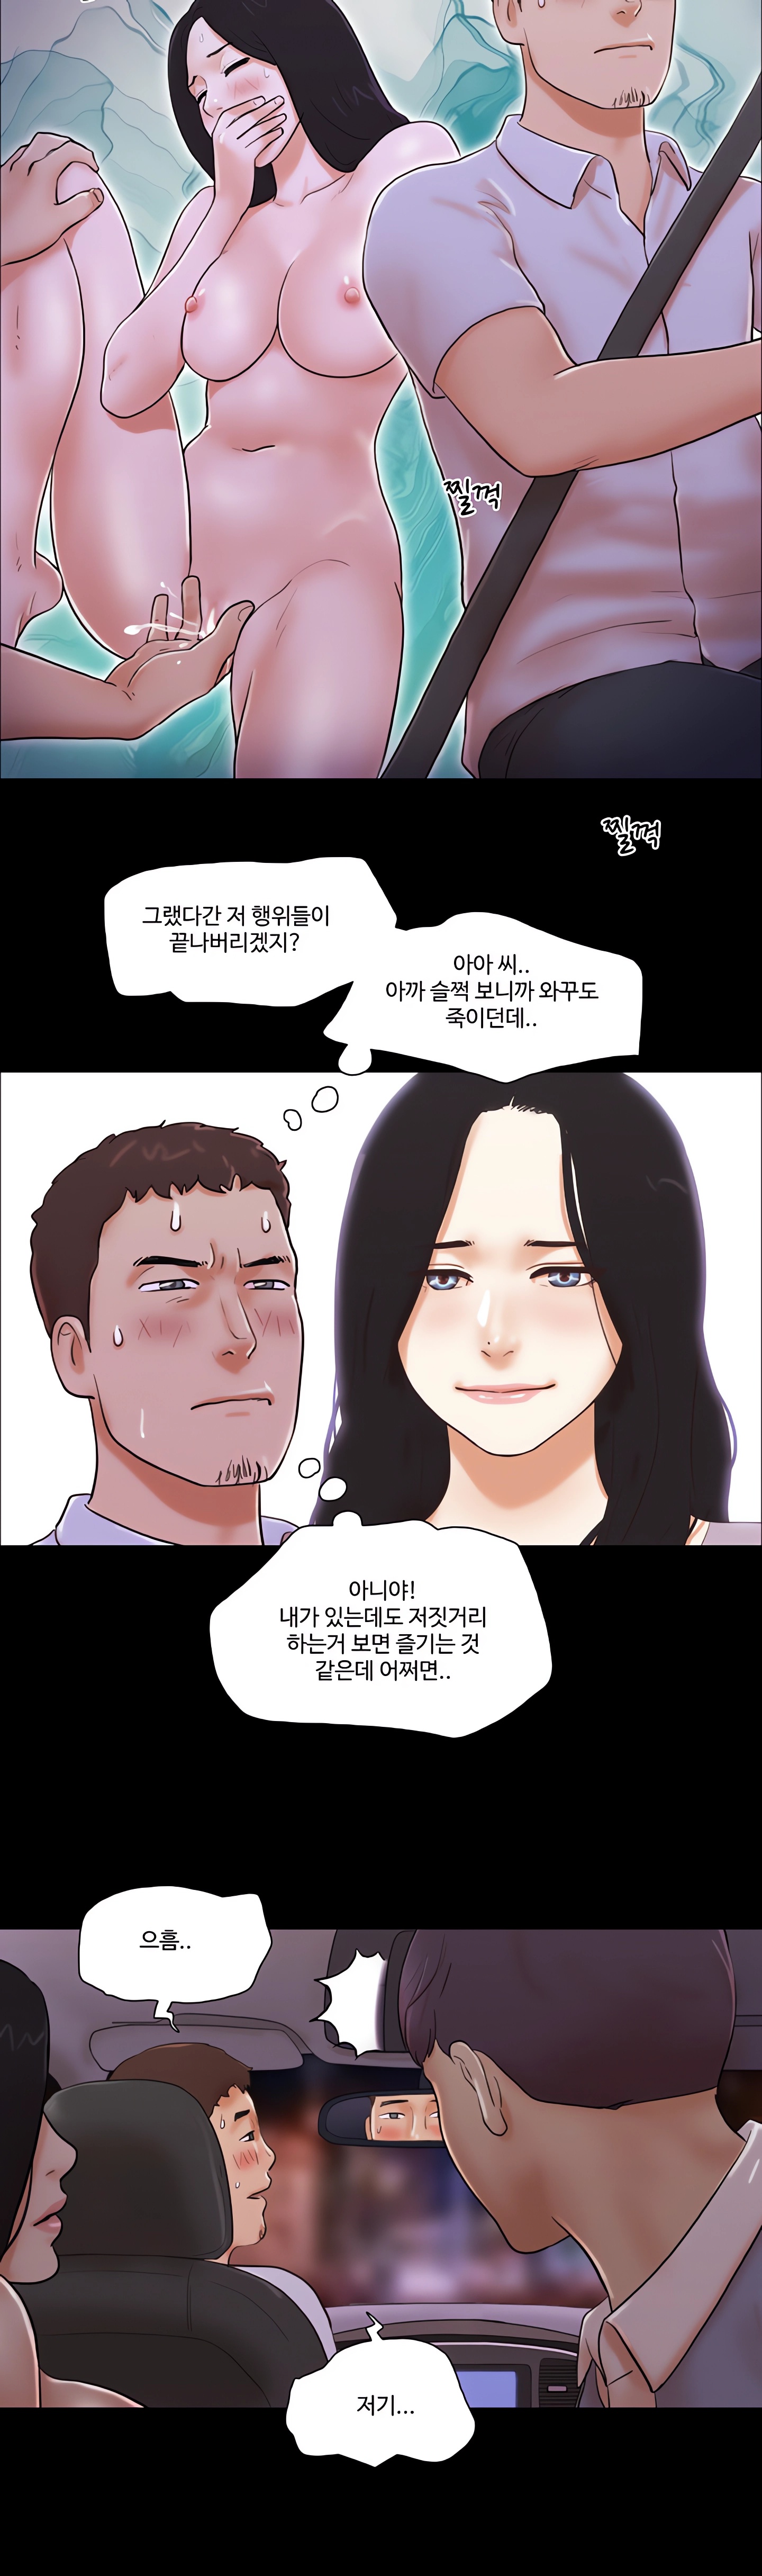 찔꺽
찔꺽
그랬다간 저 행위들이
끝나버리겠지?
아아 씨..
아까 슬쩍 보니까 와꾸도
죽이던데..
아니야!
내가 있는데도 저짓거리
하는거 보면 즐기는 것
같은데 어쩌면..
으흠..
저기...